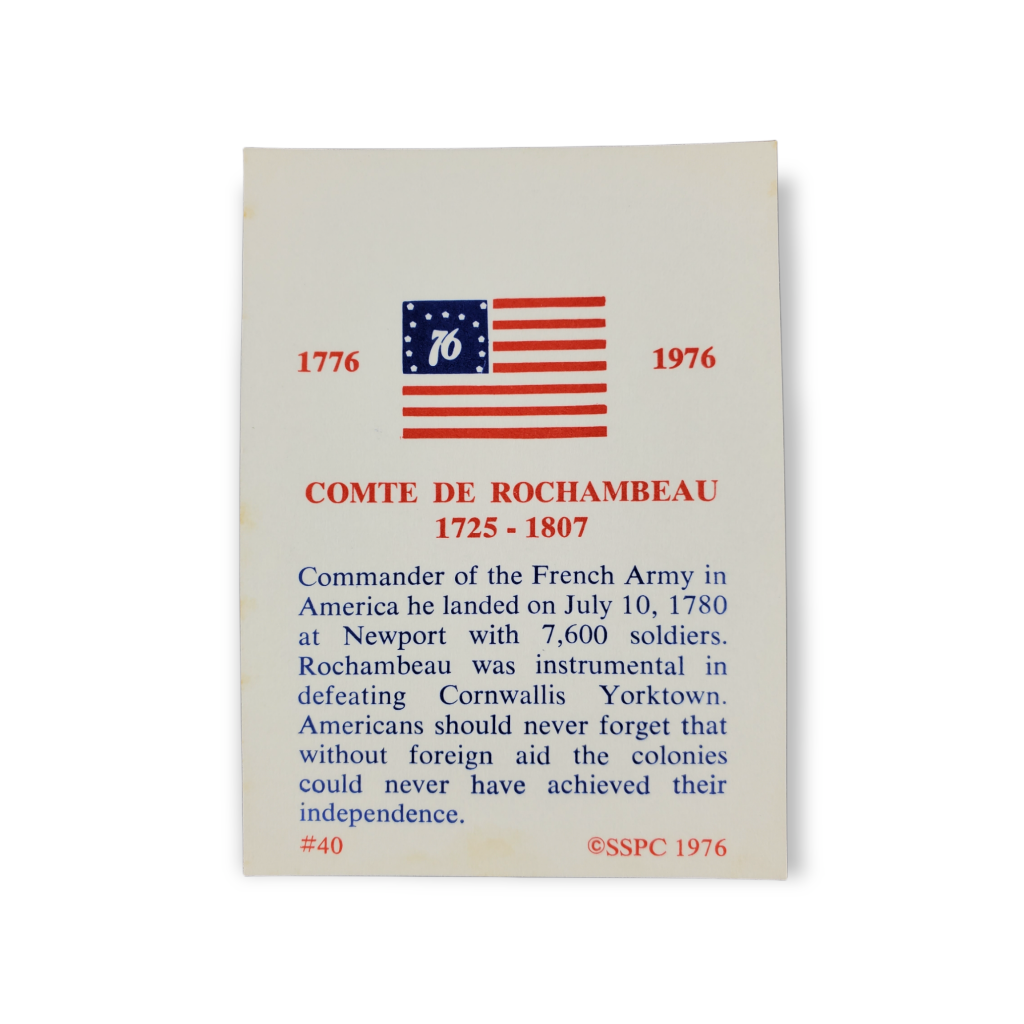 76
1776 1976
COMTE DE ROCHAMBEAU
1725 - 1807
Commander of the French Army in
America he landed on July 10, 1780
at Newport with 7,600 soldiers.
Rochambeau was instrumental in
defeating Cornwallis Yorktown.
Americans should never forget that
without foreign aid the colonies
could never have achieved their
independence.
#40 ©SSPC 1976